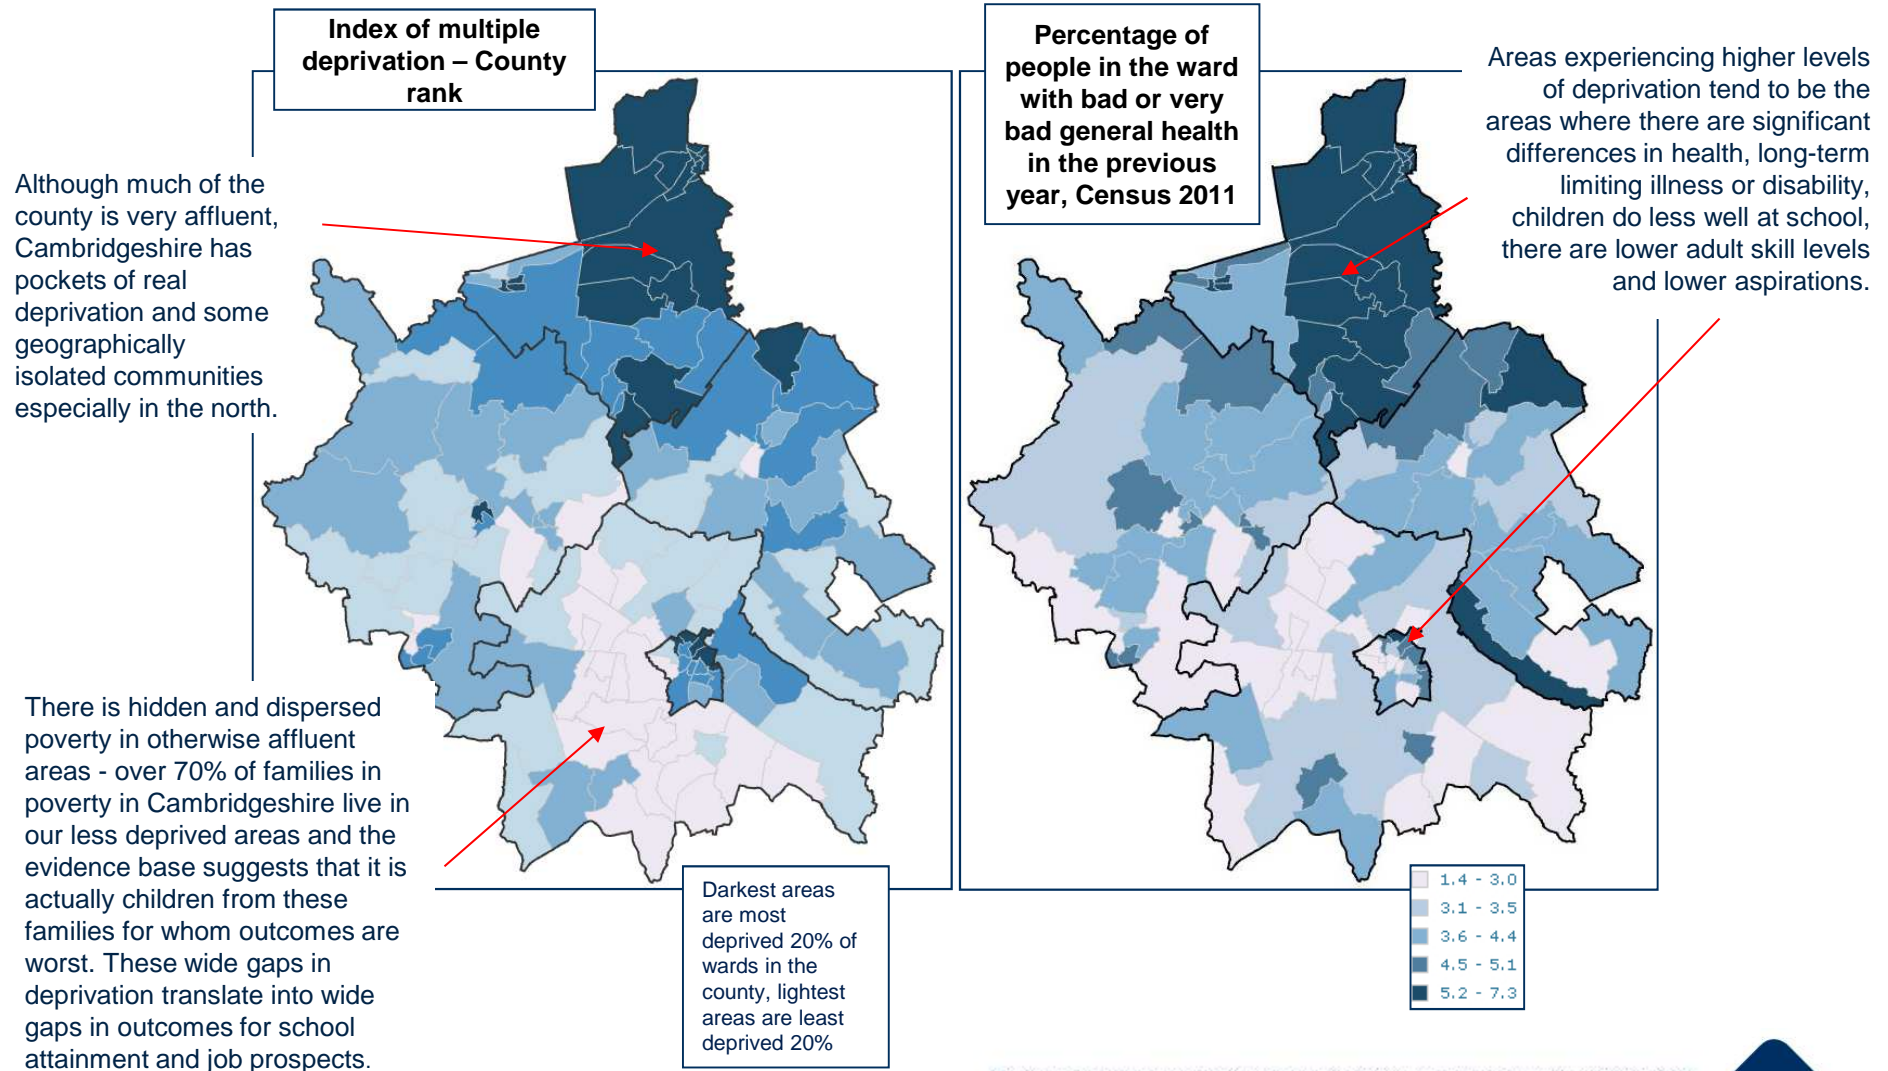 Index of multiple
deprivation – County
rank
Percentage of
people in the ward
with bad or very
bad general health
in the previous
year, Census 2011
Areas experiencing higher levels
of deprivation tend to be the
areas where there are significant
differences in health, long-term
limiting illness or disability,
children do less well at school,
there are lower adult skill levels
and lower aspirations.
Although much of the
county is very affluent,
Cambridgeshire has
pockets of real
deprivation and some
geographically
isolated communities
especially in the north.
There is hidden and dispersed
poverty in otherwise affluent
areas - over 70% of families in
poverty in Cambridgeshire live in
our less deprived areas and the
evidence base suggests that it is
actually children from these
families for whom outcomes are
worst. These wide gaps in
deprivation translate into wide
gaps in outcomes for school
attainment and job prospects.
Darkest areas
are most
deprived 20% of
wards in the
county, lightest
areas are least
deprived 20%
1.4 - 3.0
3.1 - 3.5
3.6 - 4.4
4.5 - 5.1
5.2 - 7.3